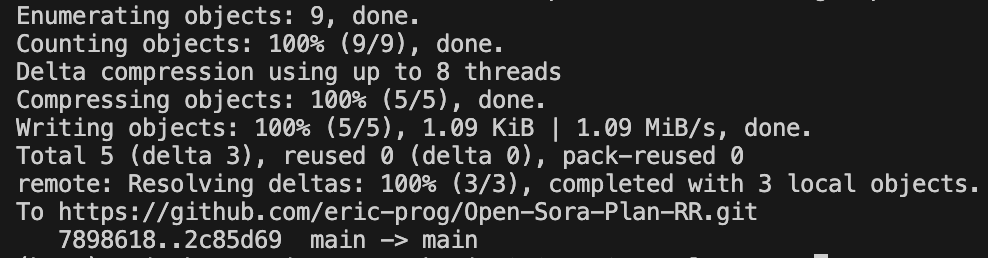 Enumerating objects: 9, done.
Counting objects: 100% (9/9), done.
Delta compression using up to 8 threads
Compressing objects: 100% (5/5), done.
Writing objects: 100% (5/5), 1.09 KiB | 1.09 MiB/s, done.
Total 5 (delta 3), reused 0 (delta 0), pack-reused 0
remote: Resolving deltas: 100% (3/3), completed with 3 local objects.
To https://github.com/eric-prog/Open-Sora-Plan-RR.git
   7898618..2c85d69  main -> main